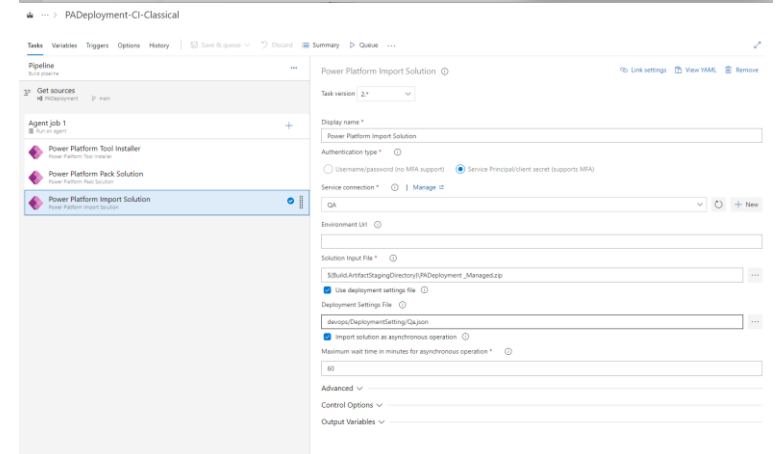 ... > PADeployment-CI-Classical
Tasks Variables Triggers Options History Save & queue Discard Summary Queue ...
Pipeline
Build pipeline
...
Get sources
PADeployment main
Agent job 1
Run on agent
Power Platform Tool Installer
Power Platform Tool Installer
Power Platform Pack Solution
Power Platform Pack Solution
Power Platform Import Solution
Power Platform Import Solution
Power Platform Import Solution
Link settings View YAML Remove
Task version 2.*
Display name *
Power Platform Import Solution
Authentication type *
Username/password (no MFA support) Service Principal/client secret (supports MFA)
Service connection * | Manage
QA
New
Environment Url
Solution Input File *
$(Build.ArtifactStagingDirectory)\PADeployment _Managed.zip
...
Use deployment settings file
Deployment Settings File
devops/DeploymentSetting/Qa.json
...
Import solution as asynchronous operation
Maximum wait time in minutes for asynchronous operation *
60
Advanced
Control Options
Output Variables